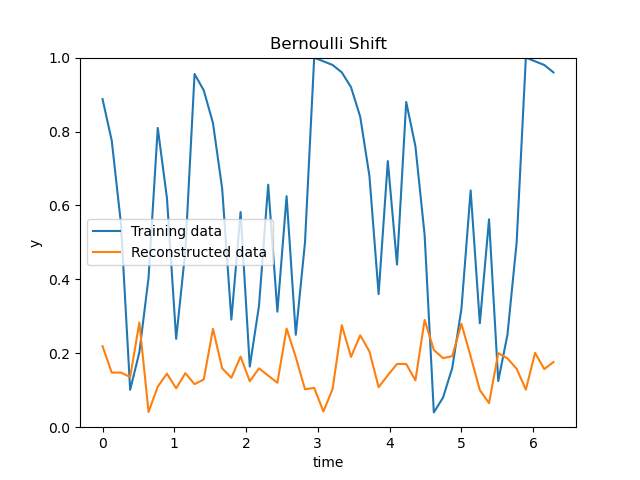 Bernoulli Shift
1.0
0.8
0.6
0.4
0.2
0.0
y
Training data
Reconstructed data
0 1 2 3 4 5 6
time